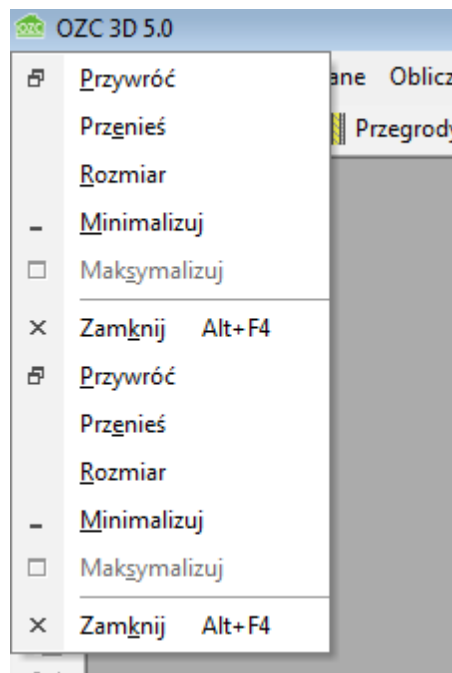 OZC OZC 3D 5.0
Przywróć ane Oblicz
Przenieś Przegrody
Rozmiar
Minimalizuj
Maksymalizuj
Zamknij Alt+F4
Przywróć
Przenieś
Rozmiar
Minimalizuj
Maksymalizuj
Zamknij Alt+F4